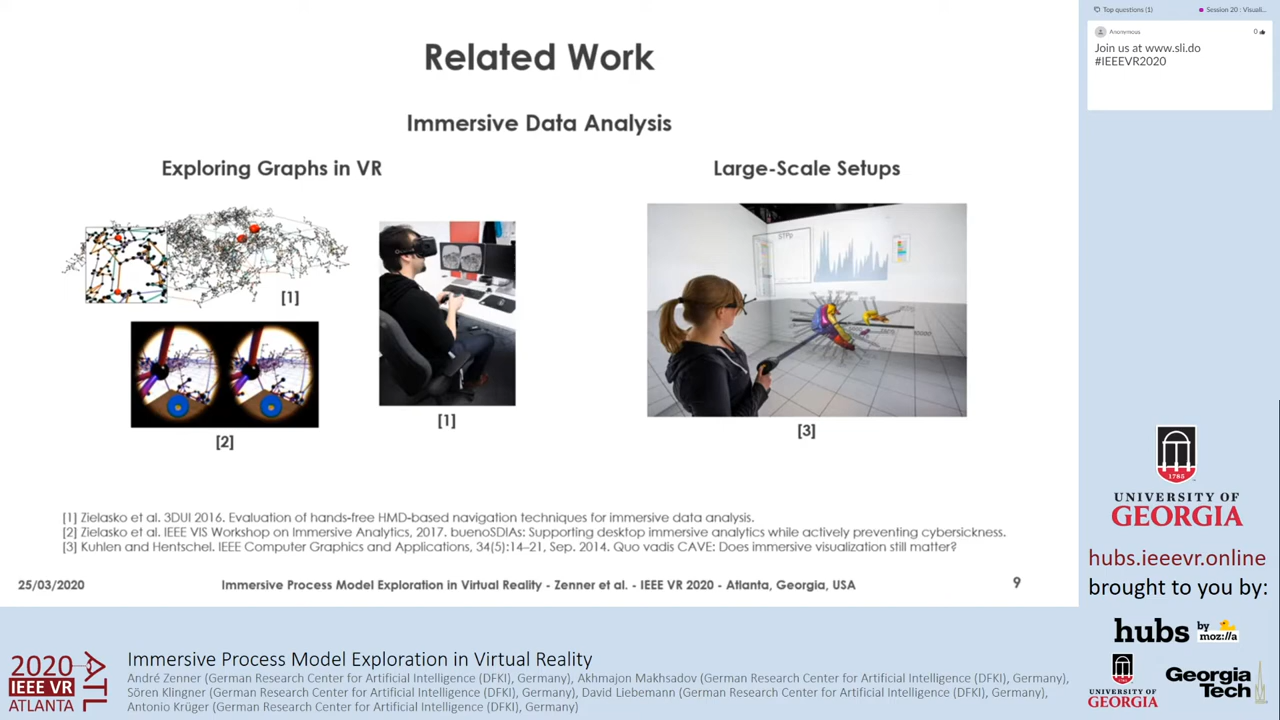 Related Work
Immersive Data Analysis
Exploring Graphs in VR
Large-Scale Setups
[1]
[2]
[1]
[3]
[1] Zielasko et al. 3DUI 2016. Evaluation of hands-free HMD-based navigation techniques for immersive data analysis.
[2] Zielasko et al. IEEE VIS Workshop on Immersive Analytics, 2017. buenoSDIAs: Supporting desktop immersive analytics while actively preventing cybersickness.
[3] Kuhlen and Hentschel. IEEE Computer Graphics and Applications, 34(5):14–21, Sep. 2014. Quo vadis CAVE: Does immersive visualization still matter?
25/03/2020
Immersive Process Model Exploration in Virtual Reality - Zenner et al. - IEEE VR 2020 - Atlanta, Georgia, USA
9
Top questions (1)
Session 20 : Visuali...
Anonymous
0
Join us at www.sli.do
#IEEEVR2020
1785
UNIVERSITY OF
GEORGIA
hubs.ieeevr.online
brought to you by:
hubs by moz://a
UNIVERSITY OF
GEORGIA
Georgia
Tech
2020
IEEE VR
ATLANTA
ATL
Immersive Process Model Exploration in Virtual Reality
André Zenner (German Research Center for Artificial Intelligence (DFKI), Germany), Akhmajon Makhsadov (German Research Center for Artificial Intelligence (DFKI), Germany),
Sören Klingner (German Research Center for Artificial Intelligence (DFKI), Germany), David Liebemann (German Research Center for Artificial Intelligence (DFKI), Germany),
Antonio Krüger (German Research Center for Artificial Intelligence (DFKI), Germany)